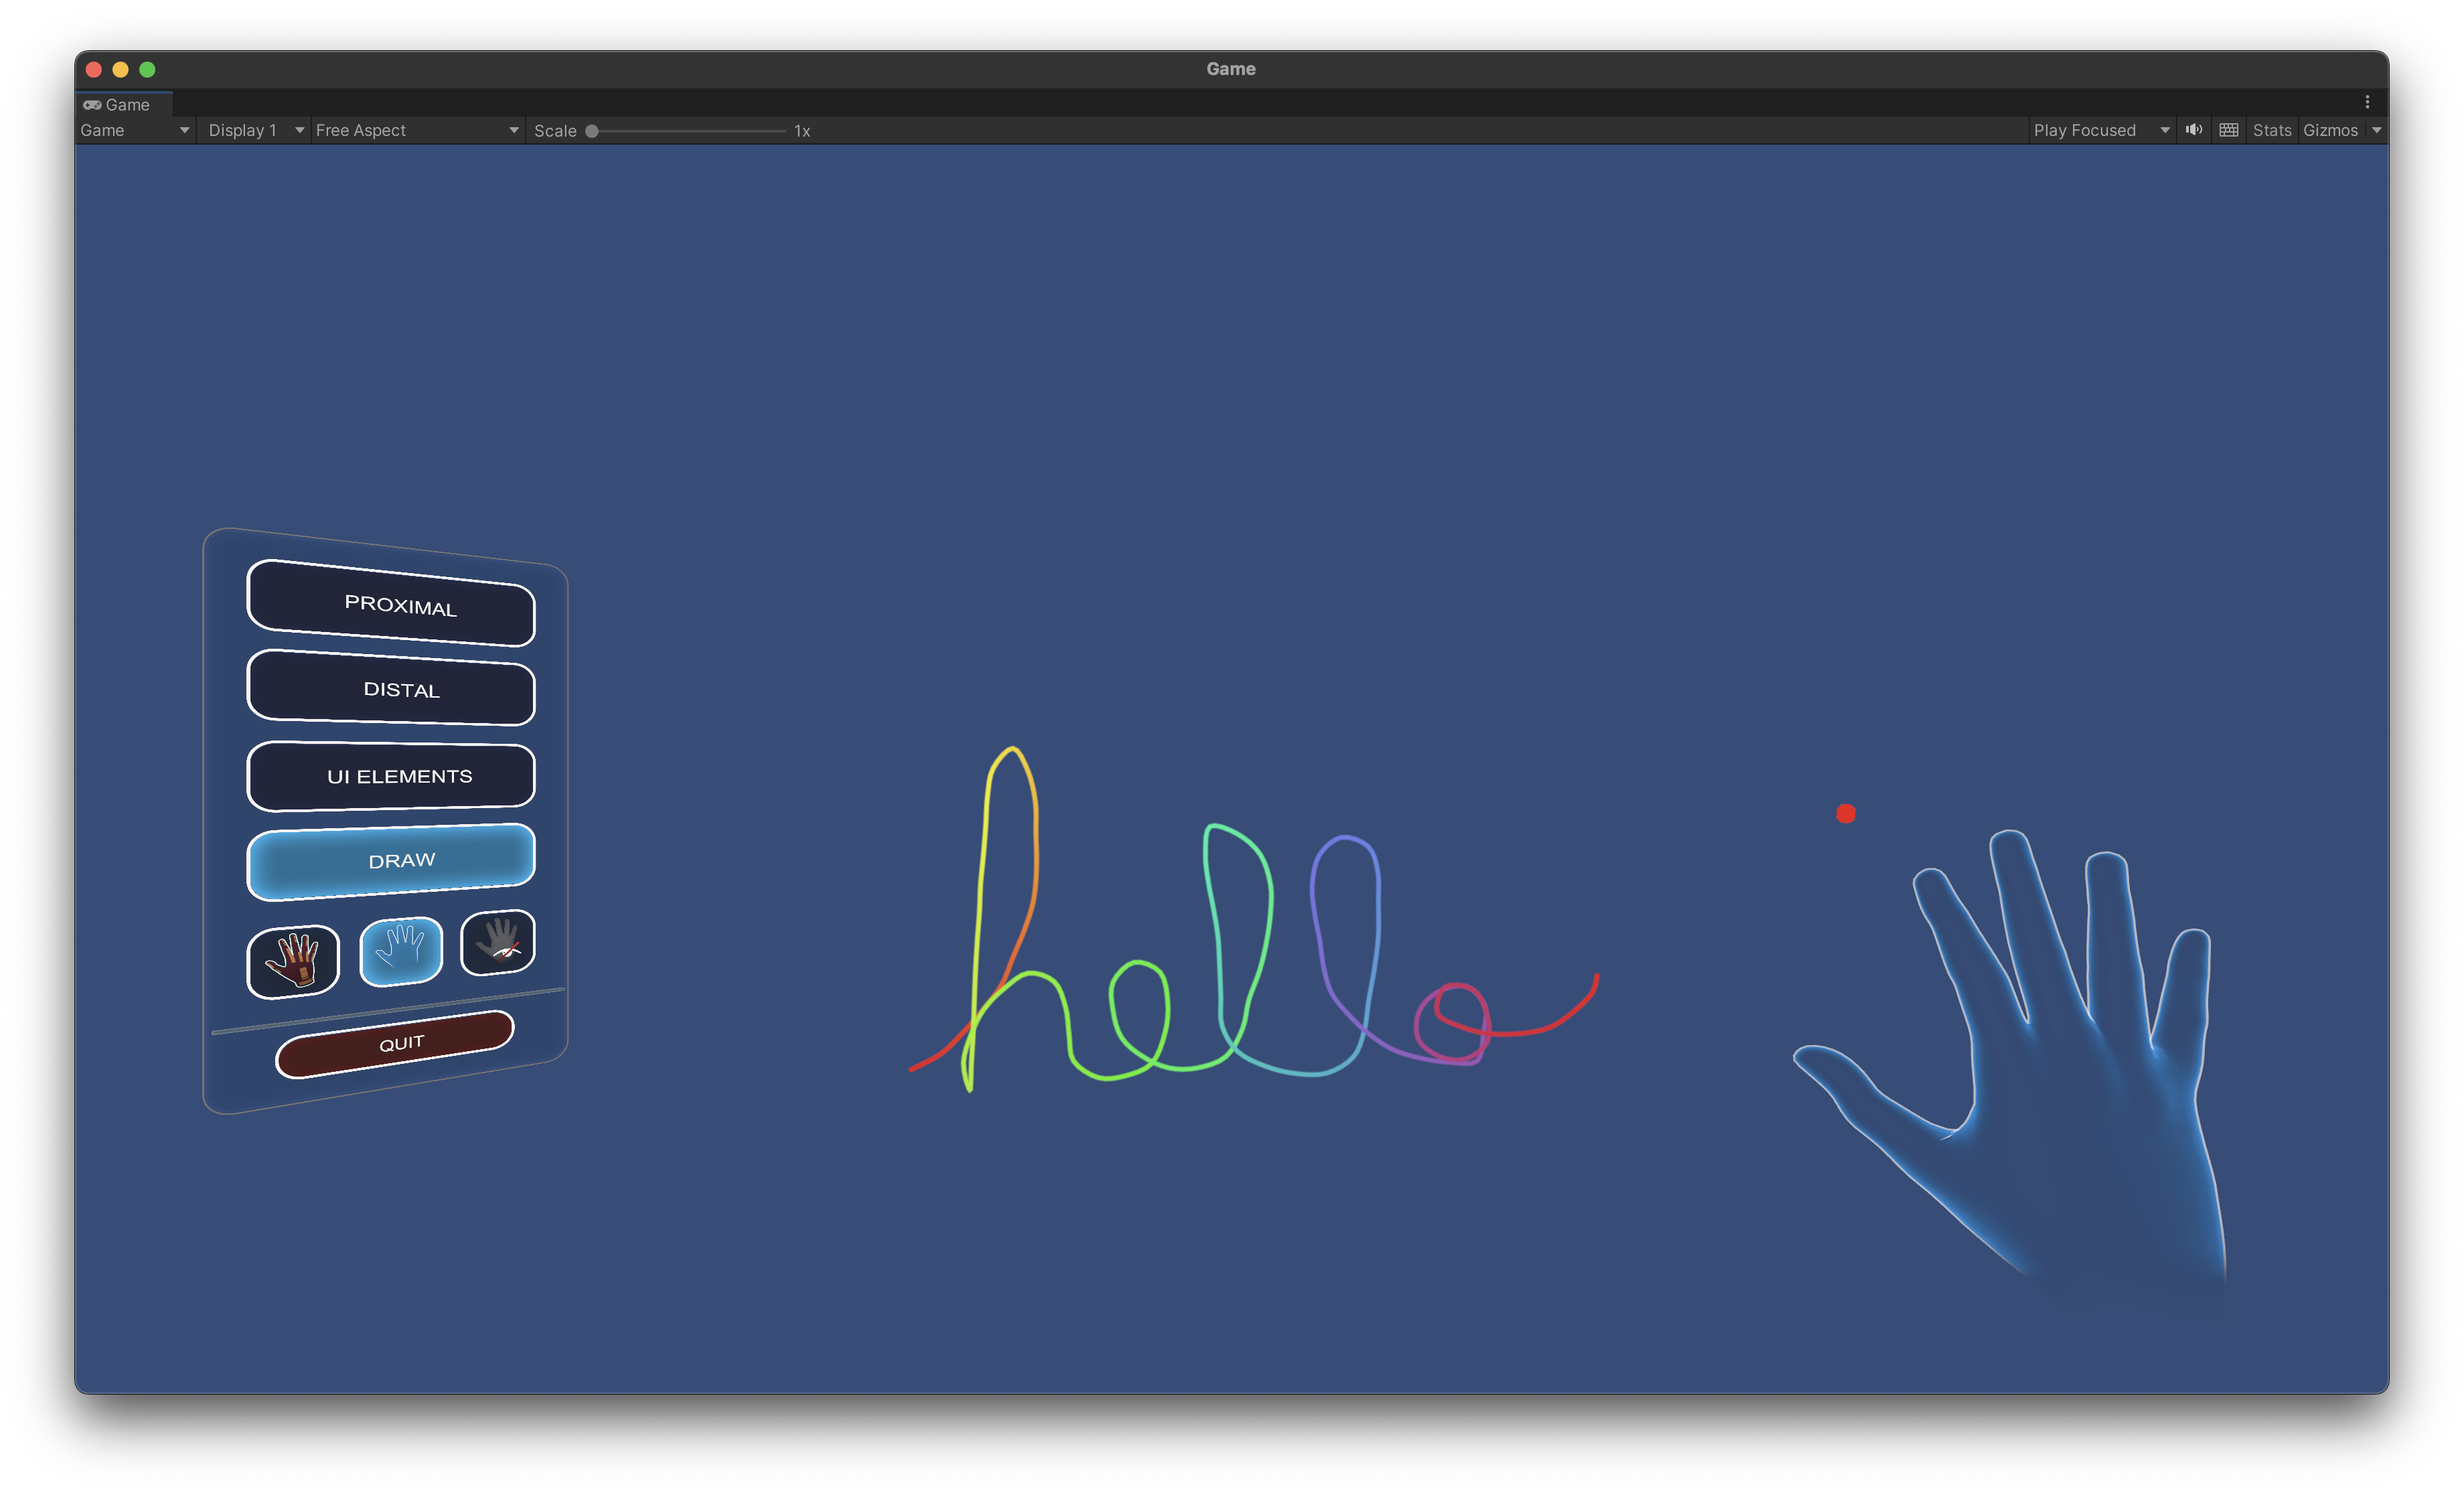 Game
Game
Game Display 1 Free Aspect Scale 1x Play Focused Stats Gizmos
PROXIMAL
DISTAL
UI ELEMENTS
DRAW
QUIT
hello